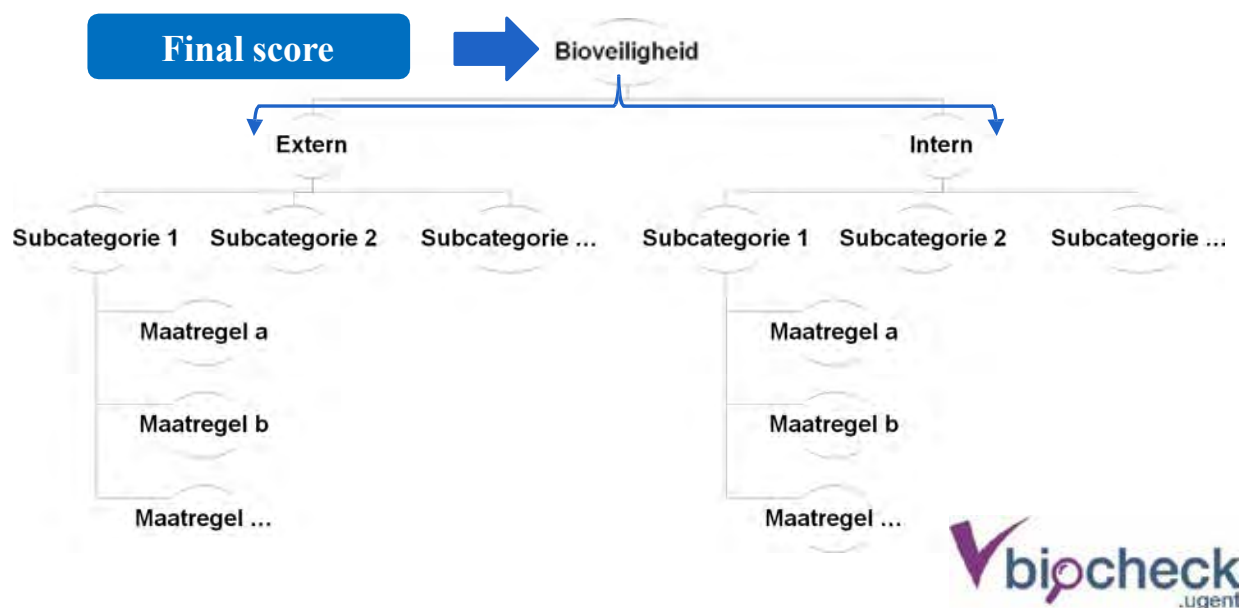 Final score
Bioveiligheid
Extern
Intern
Subcategorie 1
Subcategorie 2
Subcategorie ...
Subcategorie 1
Subcategorie 2
Subcategorie ...
Maatregel a
Maatregel a
Maatregel b
Maatregel b
Maatregel ...
Maatregel ...
biocheck
.ugent